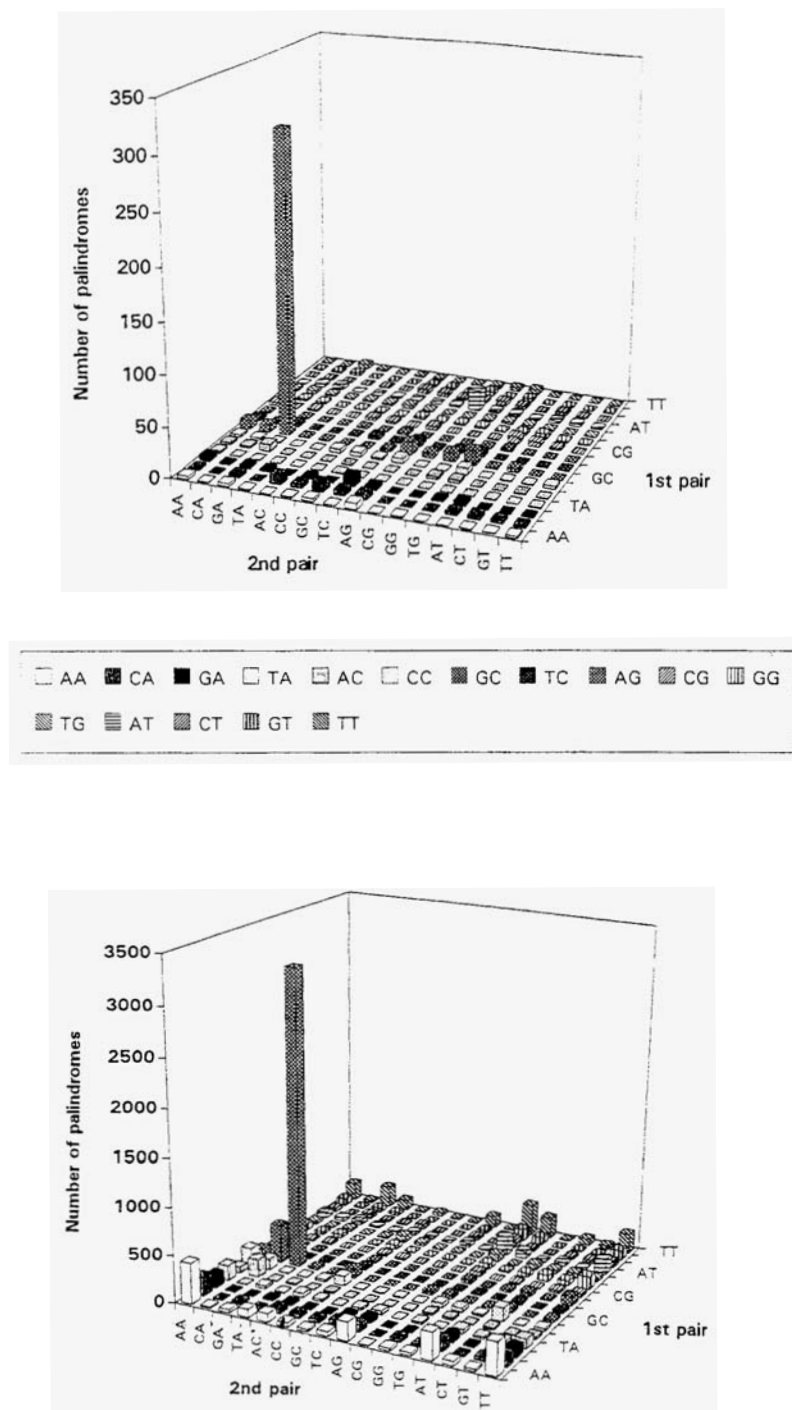 350
300
250
200
150
100
50
0
Number of palindromes
AA
CA
GA
TA
AC
CC
GC
TC
AG
CG
GG
TG
AT
CT
GT
TT
2nd pair
TT
AT
CG
GC
TA
AA
1st pair
AA CA GA TA AC CC GC TC AG CG GG
TG AT CT GT TT
3500
3000
2500
2000
1500
1000
500
0
Number of palindromes
AA
CA
GA
TA
AC
CC
GC
TC
AG
CG
GG
TG
AT
CT
GT
TT
2nd pair
TT
AT
CG
GC
TA
AA
1st pair